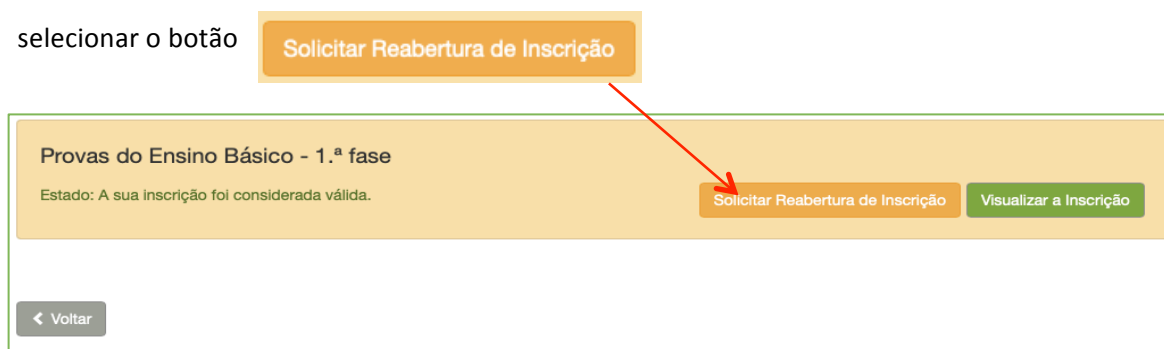 selecionar o botão
Solicitar Reabertura de Inscrição
Provas do Ensino Básico - 1.ª fase
Estado: A sua inscrição foi considerada válida.
Solicitar Reabertura de Inscrição
Visualizar a Inscrição
Voltar